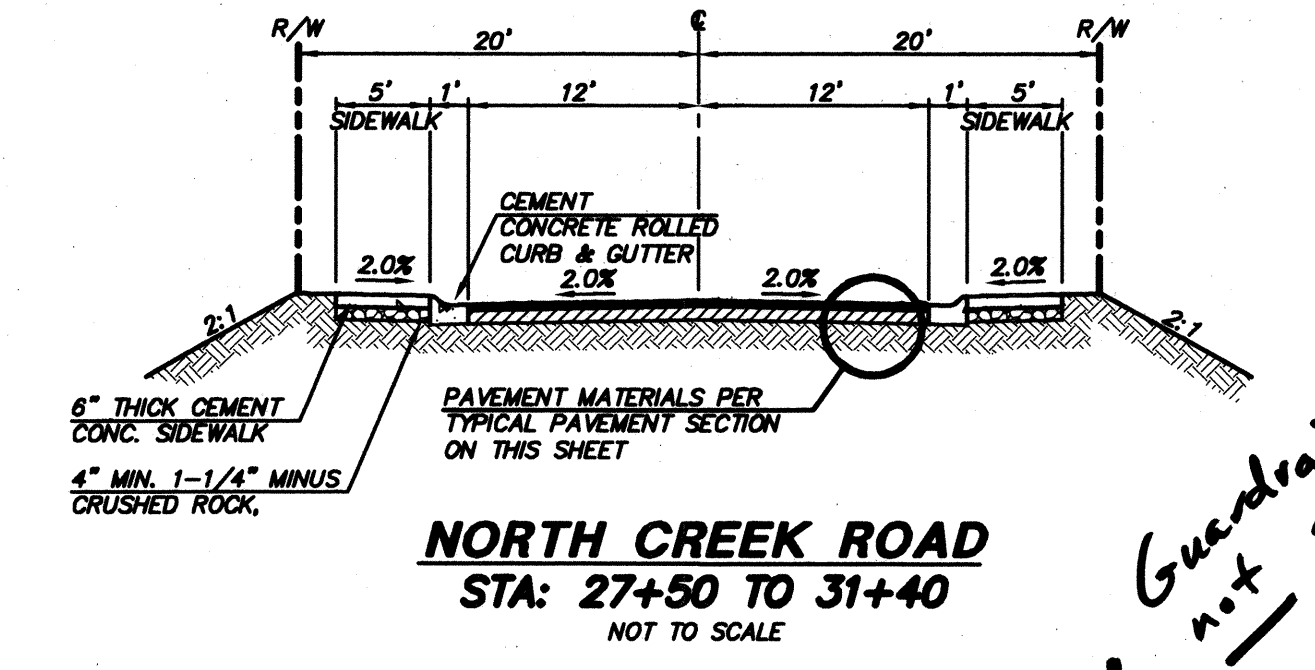 ℄
R/W
20'
20'
R/W
5'
1'
12'
12'
1'
5'
SIDEWALK
SIDEWALK
CEMENT
CONCRETE ROLLED
CURB & GUTTER
2.0%
2.0%
2.0%
2.0%
2:1
2:1
6" THICK CEMENT
CONC. SIDEWALK
4" MIN. 1-1/4" MINUS
CRUSHED ROCK,
PAVEMENT MATERIALS PER
TYPICAL PAVEMENT SECTION
ON THIS SHEET
NORTH CREEK ROAD
STA: 27+50 TO 31+40
NOT TO SCALE
not